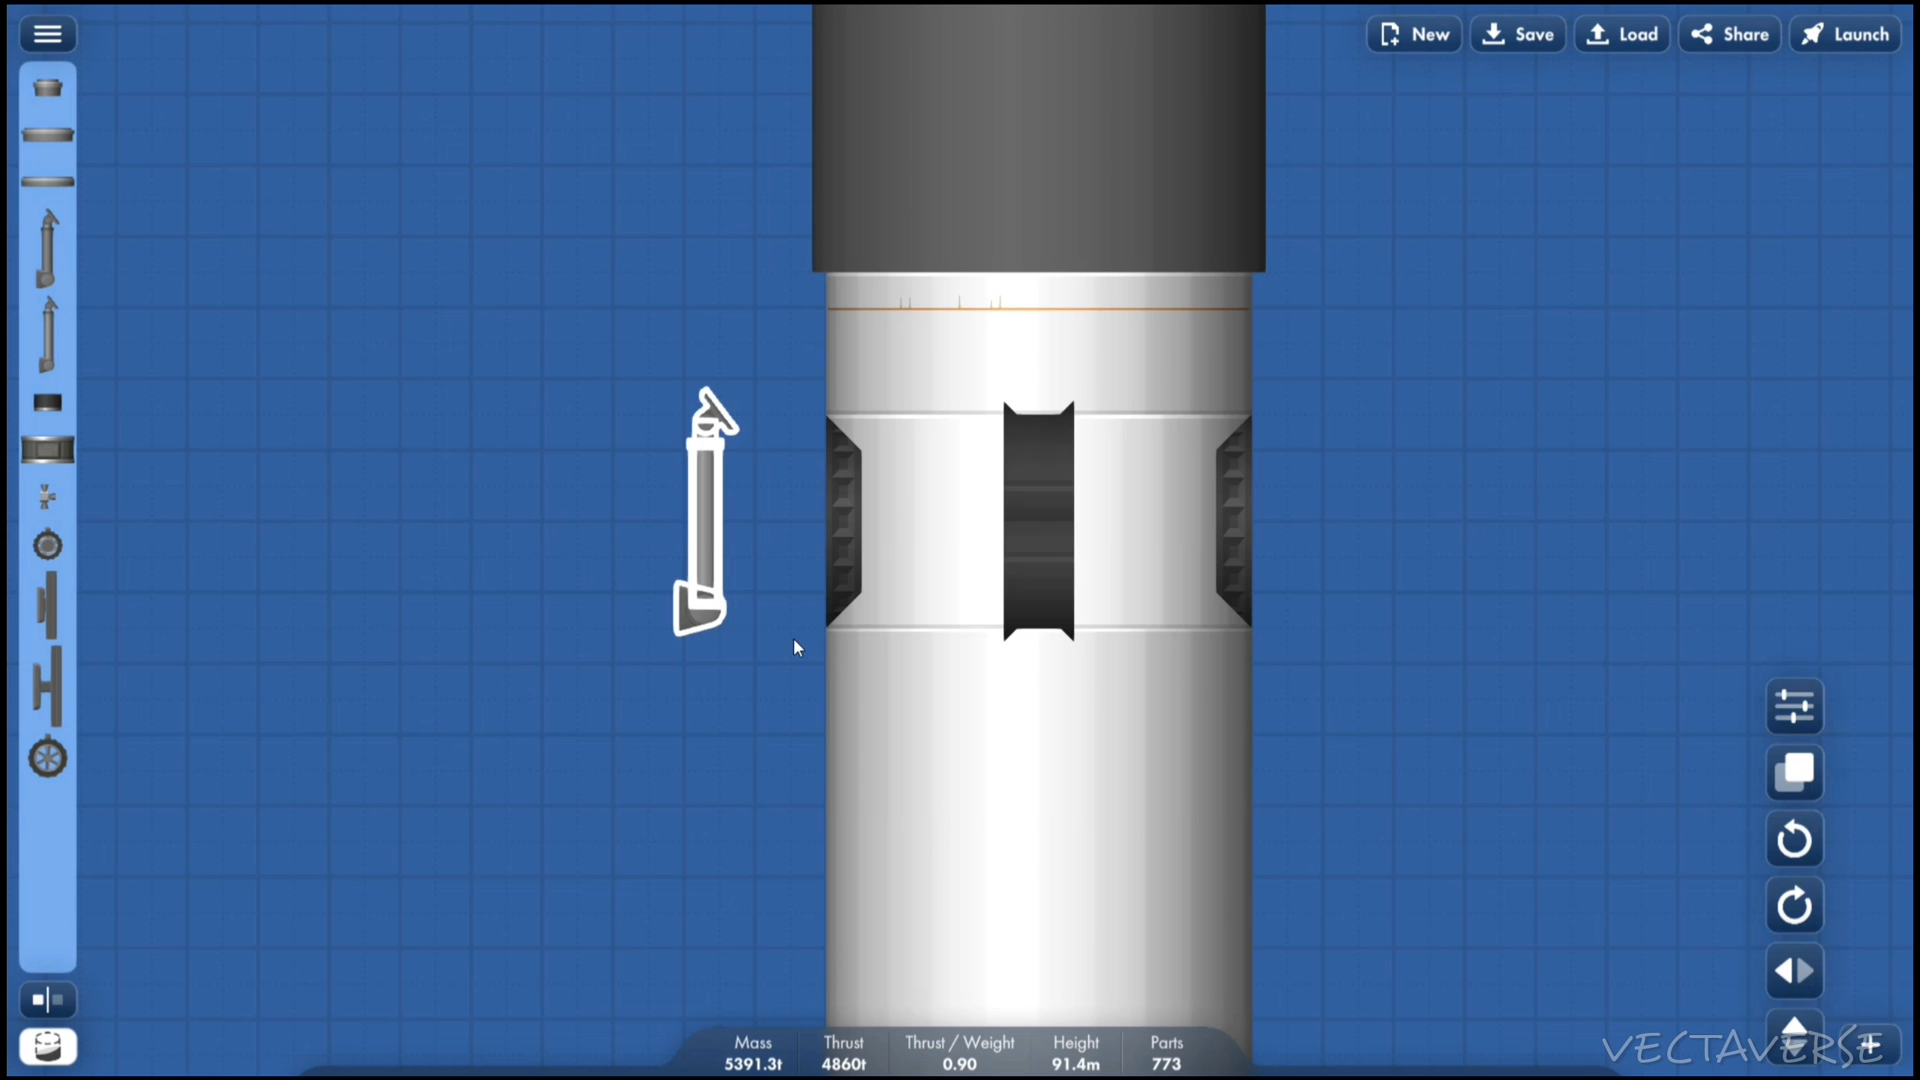 New Save Load Share Launch
Mass Thrust Thrust / Weight Height Parts
5391.3t 4860t 0.90 91.4m 773
VECTAVERSE